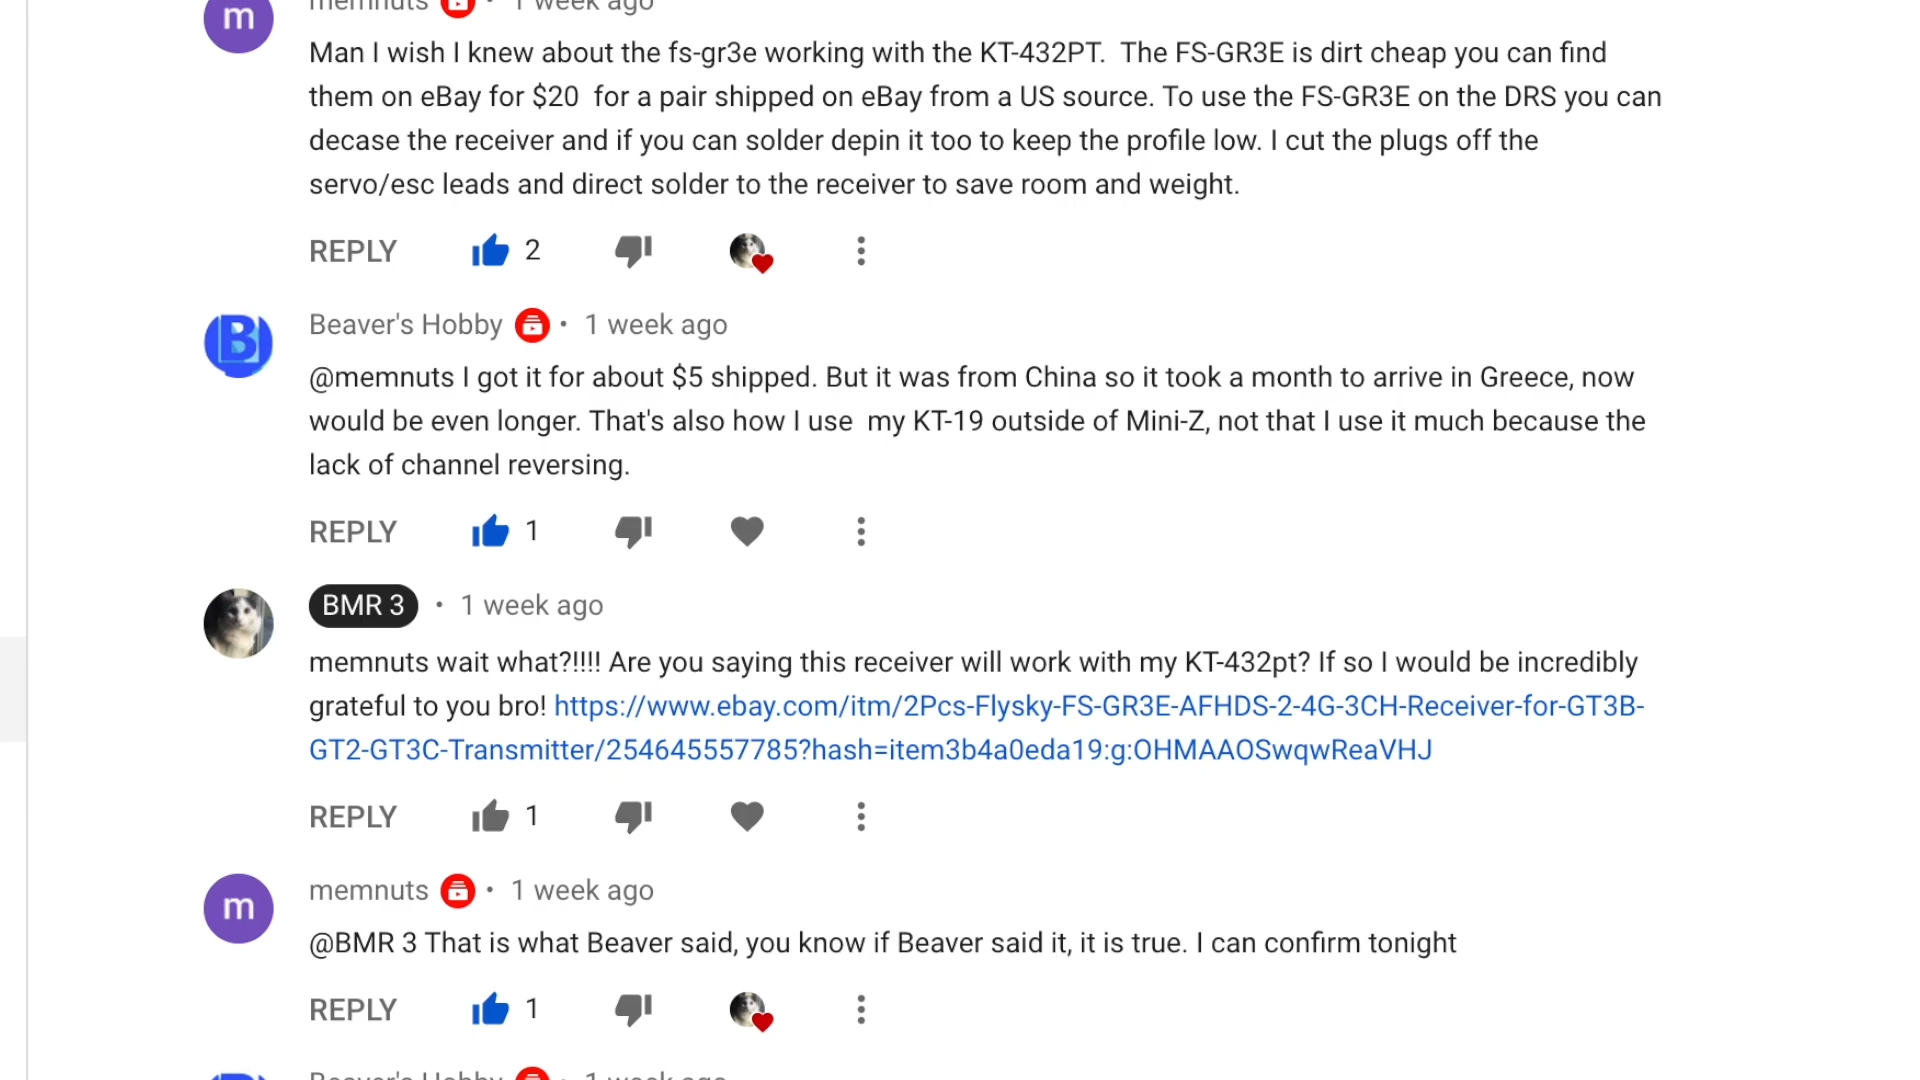 m
memnuts • 1 week ago
Man I wish I knew about the fs-gr3e working with the KT-432PT.  The FS-GR3E is dirt cheap you can find
them on eBay for $20  for a pair shipped on eBay from a US source. To use the FS-GR3E on the DRS you can
decase the receiver and if you can solder depin it too to keep the profile low. I cut the plugs off the
servo/esc leads and direct solder to the receiver to save room and weight.
REPLY 2
B
Beaver's Hobby • 1 week ago
@memnuts I got it for about $5 shipped. But it was from China so it took a month to arrive in Greece, now
would be even longer. That's also how I use  my KT-19 outside of Mini-Z, not that I use it much because the
lack of channel reversing.
REPLY 1
BMR 3 • 1 week ago
memnuts wait what?!!!! Are you saying this receiver will work with my KT-432pt? If so I would be incredibly
grateful to you bro! https://www.ebay.com/itm/2Pcs-Flysky-FS-GR3E-AFHDS-2-4G-3CH-Receiver-for-GT3B-
GT2-GT3C-Transmitter/254645557785?hash=item3b4a0eda19:g:OHMAAOSwqwReaVHJ
REPLY 1
m
memnuts • 1 week ago
@BMR 3 That is what Beaver said, you know if Beaver said it, it is true. I can confirm tonight
REPLY 1
Beaver's Hobby • 1 week ago